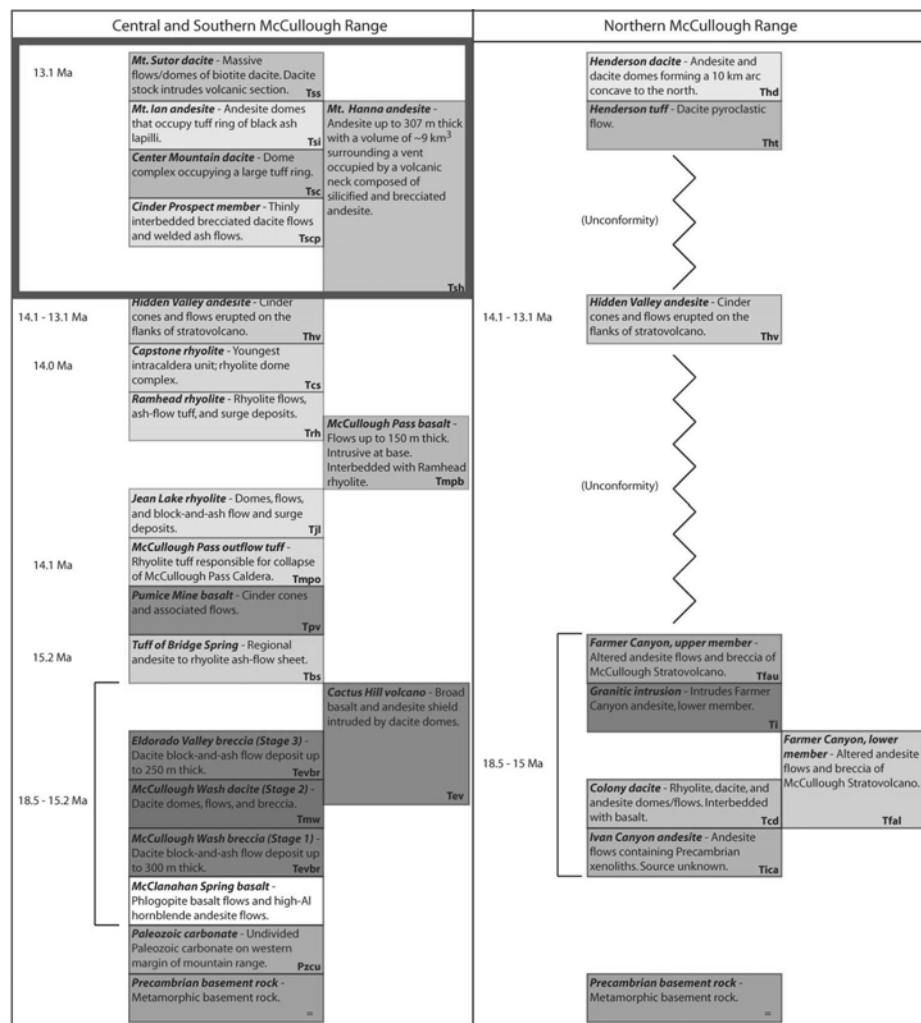 Central and Southern McCullough Range
13.1 Ma
Mt. Sutor dacite - Massive
flows/domes of biotite dacite. Dacite
stock intrudes volcanic section.
Tss
Mt. Ian andesite - Andesite domes
that occupy tuff ring of black ash
lapilli.
Tsi
Center Mountain dacite - Dome
complex occupying a large tuff ring.
Tsc
Cinder Prospect member - Thinly
interbedded brecciated dacite flows
and welded ash flows.
Tscp
Mt. Hanna andesite -
Andesite up to 307 m thick
with a volume of ~9 km3
surrounding a vent
occupied by a volcanic
neck composed of
silicified and brecciated
andesite.
Tsh
14.1 - 13.1 Ma
Hidden Valley andesite - Cinder
cones and flows erupted on the
flanks of stratovolcano.
Thv
14.0 Ma
Capstone rhyolite - Youngest
intracaldera unit; rhyolite dome
complex.
Tcs
Ramhead rhyolite - Rhyolite flows,
ash-flow tuff, and surge deposits.
Trh
McCullough Pass basalt -
Flows up to 150 m thick.
Intrusive at base.
Interbedded with Ramhead
rhyolite.
Tmpb
Jean Lake rhyolite - Domes, flows,
and block-and-ash flow and surge
deposits.
Tjl
14.1 Ma
McCullough Pass outflow tuff -
Rhyolite tuff responsible for collapse
of McCullough Pass Caldera.
Tmpo
Pumice Mine basalt - Cinder cones
and associated flows.
Tpv
15.2 Ma
Tuff of Bridge Spring - Regional
andesite to rhyolite ash-flow sheet.
Tbs
18.5 - 15.2 Ma
Cactus Hill volcano - Broad
basalt and andesite shield
intruded by dacite domes.
Tev
Eldorado Valley breccia (Stage 3) -
Dacite block-and-ash flow deposit up
to 250 m thick.
Tevbr
McCullough Wash dacite (Stage 2) -
Dacite domes, flows, and breccia.
Tmw
McCullough Wash breccia (Stage 1) -
Dacite block-and-ash flow deposit up
to 300 m thick.
Tevbr
McClanahan Spring basalt -
Phlogopite basalt flows and high-Al
hornblende andesite flows.
Paleozoic carbonate - Undivided
Paleozoic carbonate on western
margin of mountain range.
Pzcu
Precambrian basement rock -
Metamorphic basement rock.
=
Northern McCullough Range
Henderson dacite - Andesite and
dacite domes forming a 10 km arc
concave to the north.
Thd
Henderson tuff - Dacite pyroclastic
flow.
Tht
(Unconformity)
14.1 - 13.1 Ma
Hidden Valley andesite - Cinder
cones and flows erupted on the
flanks of stratovolcano.
Thv
(Unconformity)
18.5 - 15 Ma
Farmer Canyon, upper member -
Altered andesite flows and breccia of
McCullough Stratovolcano.
Tfau
Granitic intrusion - Intrudes Farmer
Canyon andesite, lower member.
Ti
Farmer Canyon, lower
member - Altered andesite
flows and breccia of
McCullough Stratovolcano.
Tfal
Colony dacite - Rhyolite, dacite, and
andesite domes/flows. Interbedded
with basalt.
Tcd
Ivan Canyon andesite - Andesite
flows containing Precambrian
xenoliths. Source unknown.
Tica
Precambrian basement rock -
Metamorphic basement rock.
=